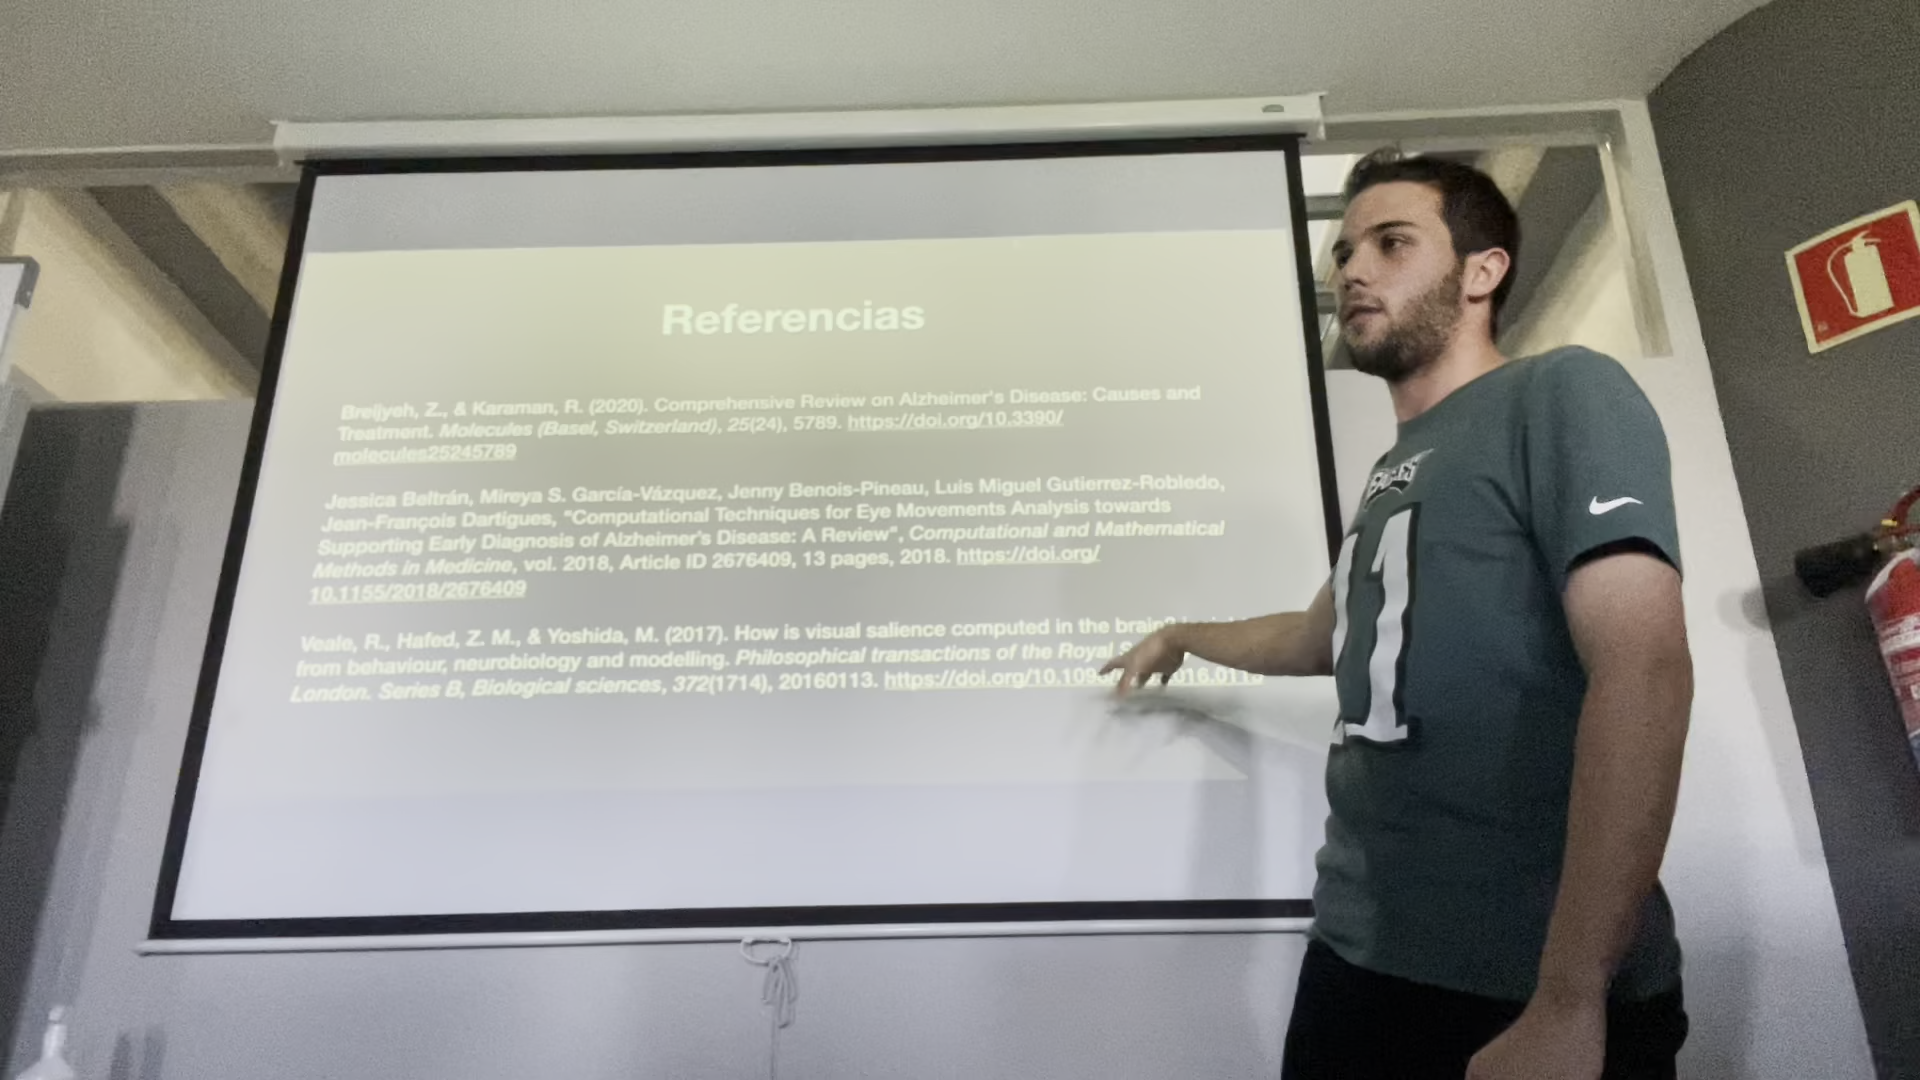 Referencias
Breijyeh, Z., & Karaman, R. (2020). Comprehensive Review on Alzheimer's Disease: Causes and
Treatment. Molecules (Basel, Switzerland), 25(24), 5789. https://doi.org/10.3390/
molecules25245789
Jessica Beltrán, Mireya S. García-Vázquez, Jenny Benois-Pineau, Luis Miguel Gutierrez-Robledo,
Jean-François Dartigues, "Computational Techniques for Eye Movements Analysis towards
Supporting Early Diagnosis of Alzheimer's Disease: A Review", Computational and Mathematical
Methods in Medicine, vol. 2018, Article ID 2676409, 13 pages, 2018. https://doi.org/
10.1155/2018/2676409
Veale, R., Hafed, Z. M., & Yoshida, M. (2017). How is visual salience computed in the brain?
from behaviour, neurobiology and modelling. Philosophical transactions of the Royal
London. Series B, Biological sciences, 372(1714), 20160113.
EAGLES
11